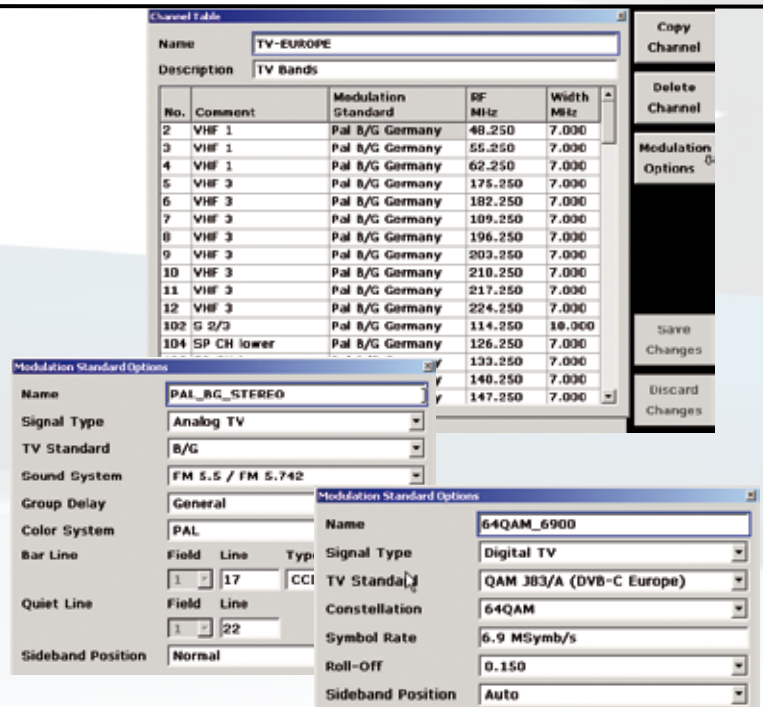 Channel Table
Name TV-EUROPE
Description TV Bands
No. Comment Modulation Standard RF MHz Width MHz
2 VHF 1 Pal B/G Germany 48.250 7.000
3 VHF 1 Pal B/G Germany 55.250 7.000
4 VHF 1 Pal B/G Germany 62.250 7.000
5 VHF 3 Pal B/G Germany 175.250 7.000
6 VHF 3 Pal B/G Germany 182.250 7.000
7 VHF 3 Pal B/G Germany 189.250 7.000
8 VHF 3 Pal B/G Germany 196.250 7.000
9 VHF 3 Pal B/G Germany 203.250 7.000
10 VHF 3 Pal B/G Germany 210.250 7.000
11 VHF 3 Pal B/G Germany 217.250 7.000
12 VHF 3 Pal B/G Germany 224.250 7.000
102 S 2/3 Pal B/G Germany 114.250 10.000
104 SP CH lower Pal B/G Germany 126.250 7.000
133.250 7.000
140.250 7.000
147.250 7.000
Copy Channel
Delete Channel
Modulation Options
Save Changes
Discard Changes
Modulation Standard Options
Name PAL_BG_STEREO
Signal Type Analog TV
TV Standard B/G
Sound System FM 5.5 / FM 5.742
Group Delay General
Color System PAL
Bar Line Field Line
1 17
Quiet Line Field Line
1 22
Sideband Position Normal
Modulation Standard Options
Name 64QAM_6900
Signal Type Digital TV
TV Standard QAM J83/A (DVB-C Europe)
Constellation 64QAM
Symbol Rate 6.9 MSymb/s
Roll-Off 0.150
Sideband Position Auto